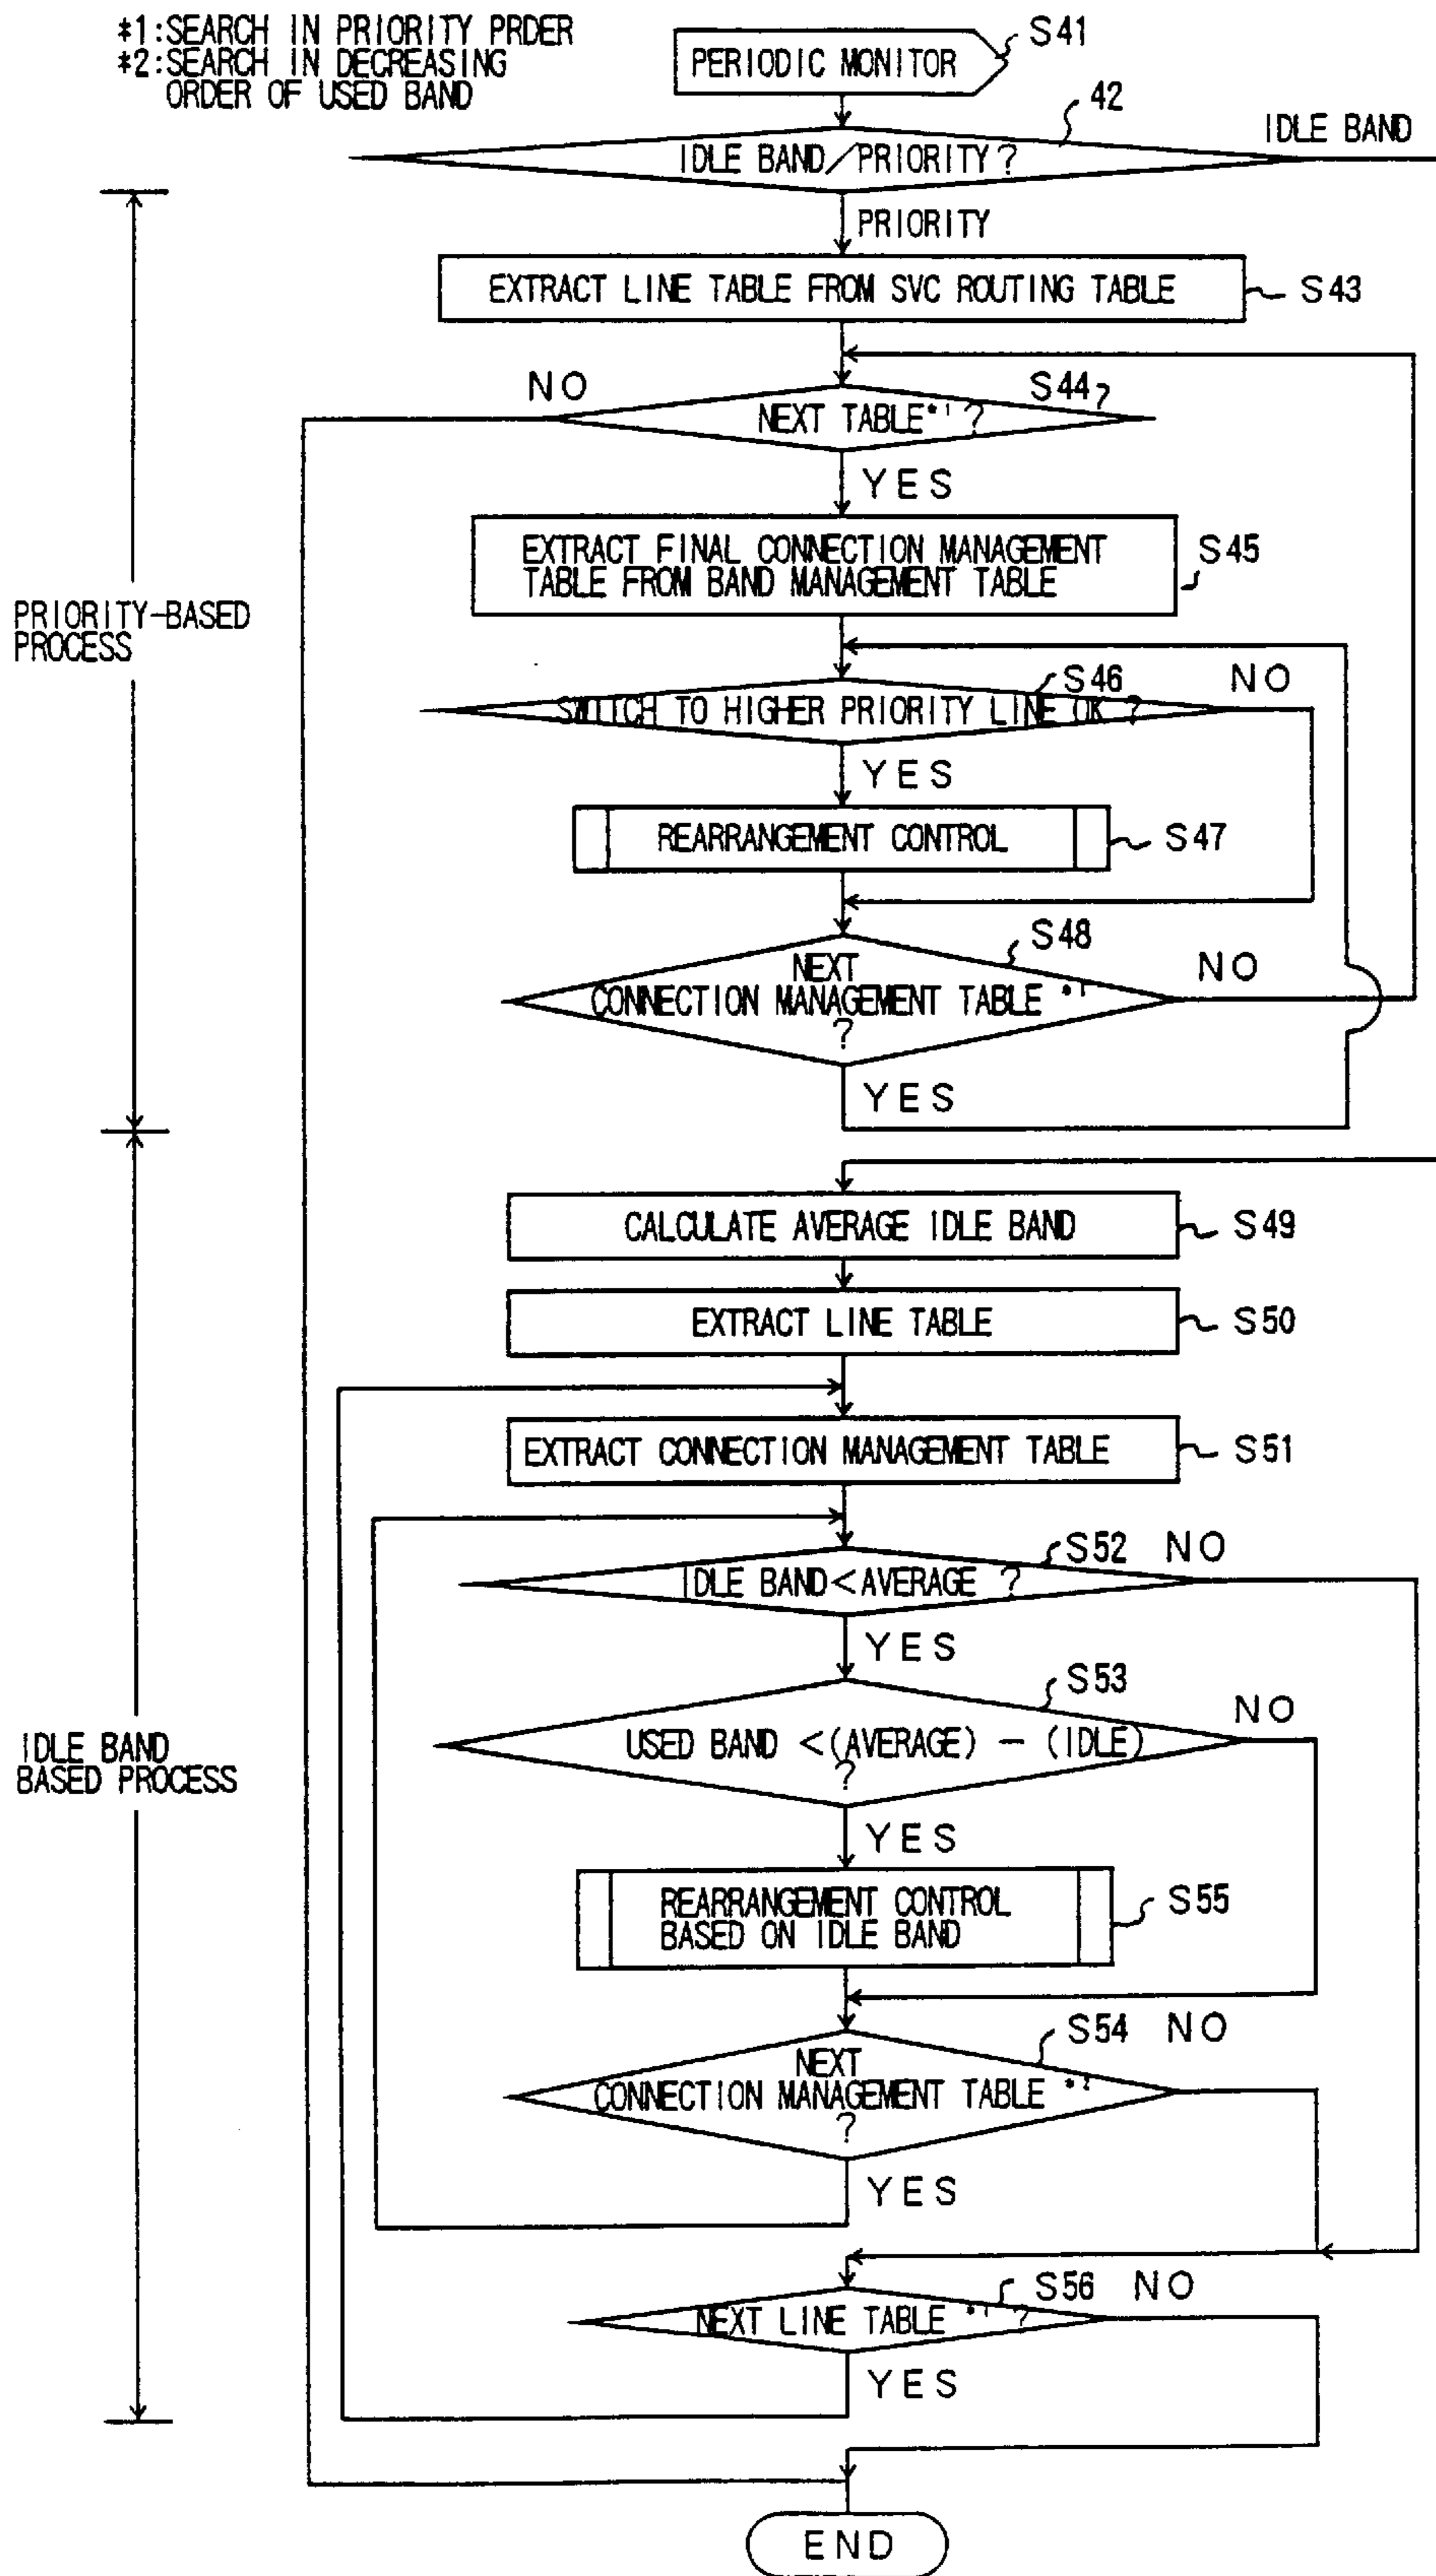 *1:SEARCH IN PRIORITY PRDER
*2:SEARCH IN DECREASING
ORDER OF USED BAND
PERIODIC MONITOR
S41
42
IDLE BAND/PRIORITY?
IDLE BAND
PRIORITY
EXTRACT LINE TABLE FROM SVC ROUTING TABLE
S43
NO
S44
NEXT TABLE*1 ?
YES
EXTRACT FINAL CONNECTION MANAGEMENT
TABLE FROM BAND MANAGEMENT TABLE
S45
PRIORITY-BASED
PROCESS
S46
NO
SWITCH TO HIGHER PRIORITY LINE OK ?
YES
REARRANGEMENT CONTROL
S47
S48
NEXT
CONNECTION MANAGEMENT TABLE *1
?
NO
YES
CALCULATE AVERAGE IDLE BAND
S49
EXTRACT LINE TABLE
S50
EXTRACT CONNECTION MANAGEMENT TABLE
S51
S52
NO
IDLE BAND<AVERAGE ?
YES
S53
NO
USED BAND <(AVERAGE) - (IDLE)
?
IDLE BAND
BASED PROCESS
YES
REARRANGEMENT CONTROL
BASED ON IDLE BAND
S55
S54
NO
NEXT
CONNECTION MANAGEMENT TABLE *2
?
YES
S56
NO
NEXT LINE TABLE *1 ?
YES
END